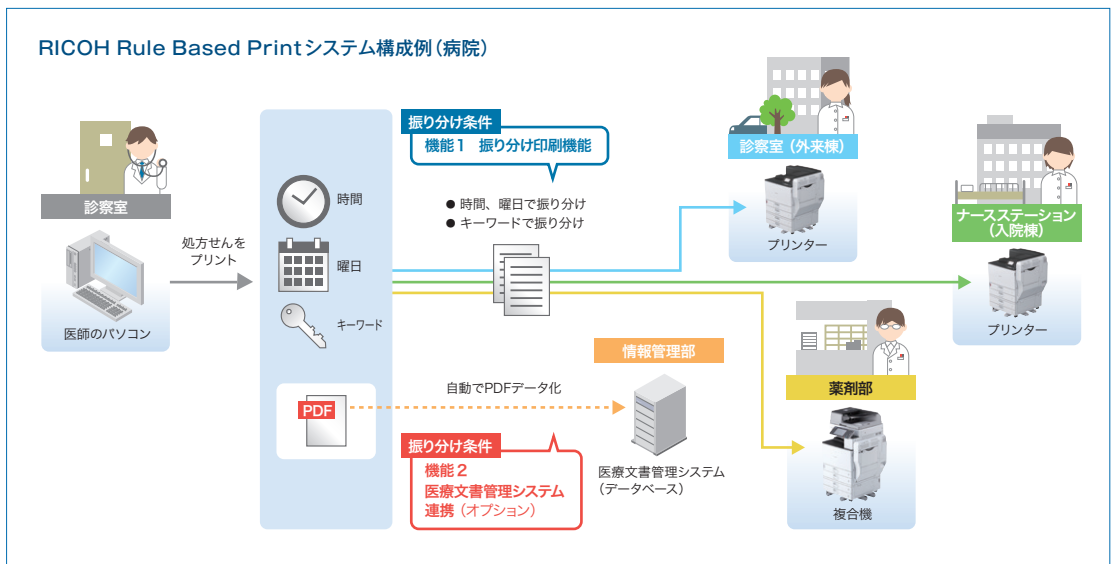 RICOH Rule Based Printシステム構成例(病院)
診察室
医師のパソコン
処方せんを
プリント
時間
曜日
キーワード
PDF
振り分け条件
機能1 振り分け印刷機能
● 時間、曜日で振り分け
● キーワードで振り分け
診察室(外来棟)
プリンター
ナースステーション
(入院棟)
プリンター
情報管理部
自動でPDFデータ化
医療文書管理システム
(データベース)
振り分け条件
機能2
医療文書管理システム
連携(オプション)
薬剤部
複合機